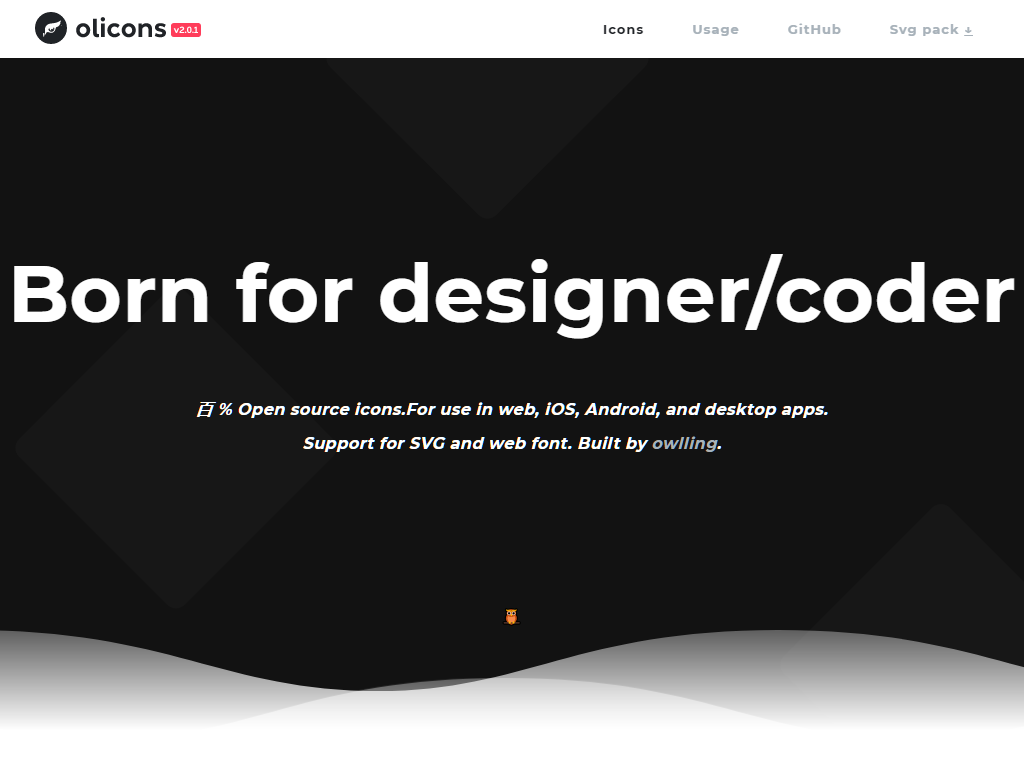 olicons v2.0.1
Icons Usage GitHub Svg pack
Born for designer/coder
百 % Open source icons.For use in web, iOS, Android, and desktop apps.
Support for SVG and web font. Built by owlling.